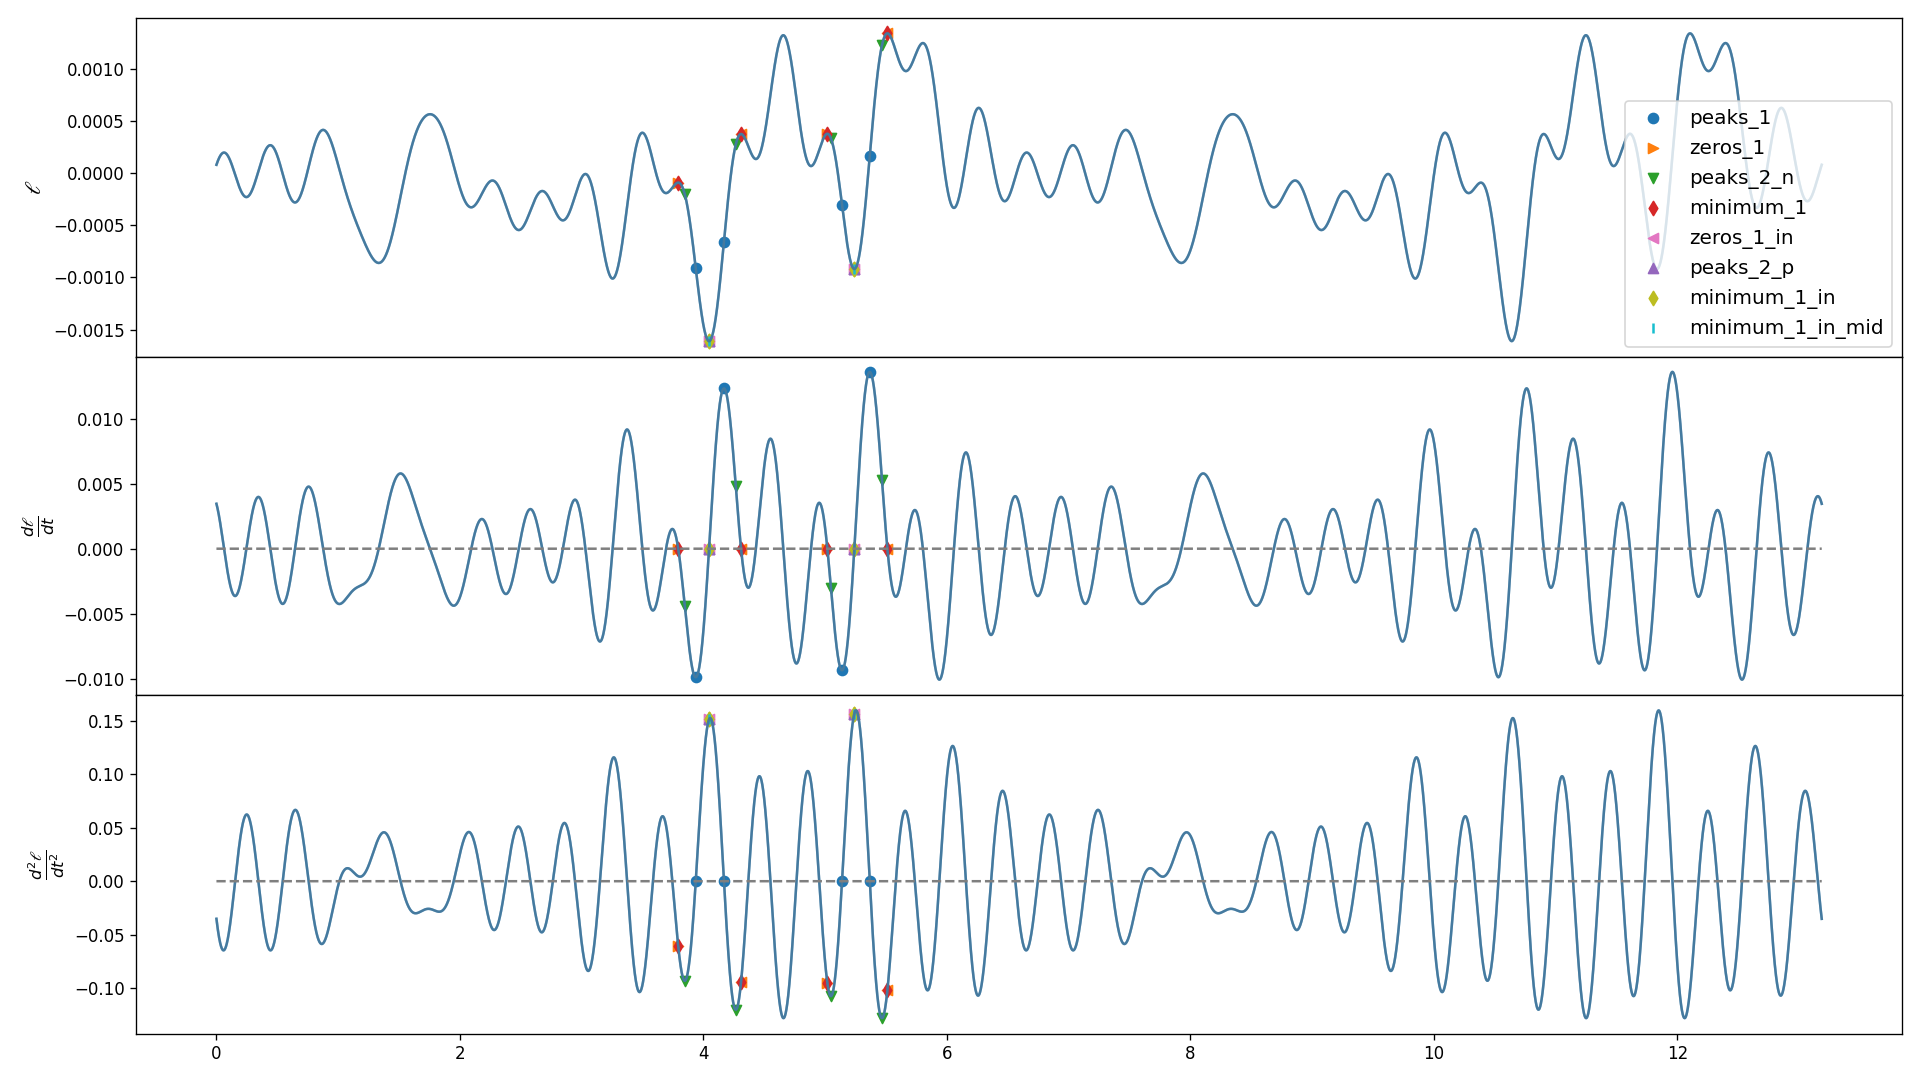 0.0010
0.0005
0.0000
−0.0005
−0.0010
−0.0015
ℓ
peaks_1
zeros_1
peaks_2_n
minimum_1
zeros_1_in
peaks_2_p
minimum_1_in
minimum_1_in_mid
0.010
0.005
0.000
−0.005
−0.010
dℓ
dt
0.15
0.10
0.05
0.00
−0.05
−0.10
d²ℓ
dt²
0 2 4 6 8 10 12